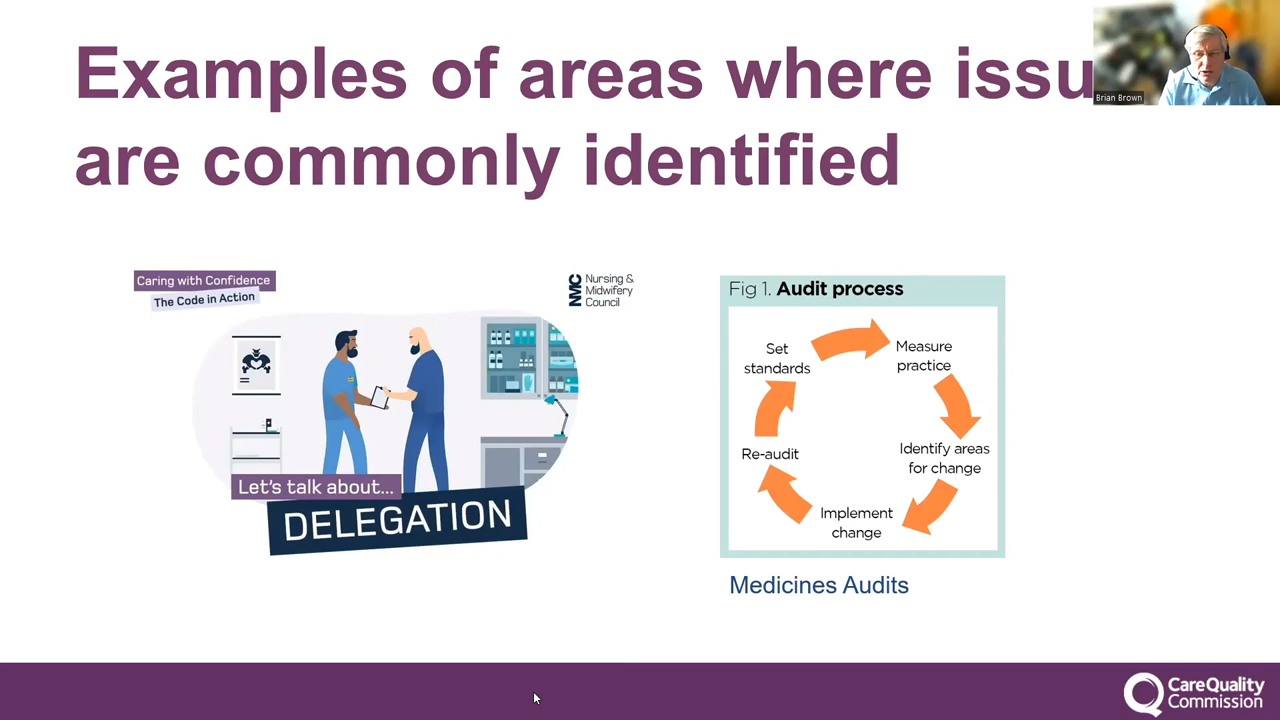 Examples of areas where issu
are commonly identified
Brian Brown
Caring with Confidence
The Code in Action
NMC
Nursing &
Midwifery
Council
Let's talk about...
DELEGATION
Fig 1. Audit process
Set
standards
Measure
practice
Identify areas
for change
Implement
change
Re-audit
Medicines Audits
CareQuality
Commission